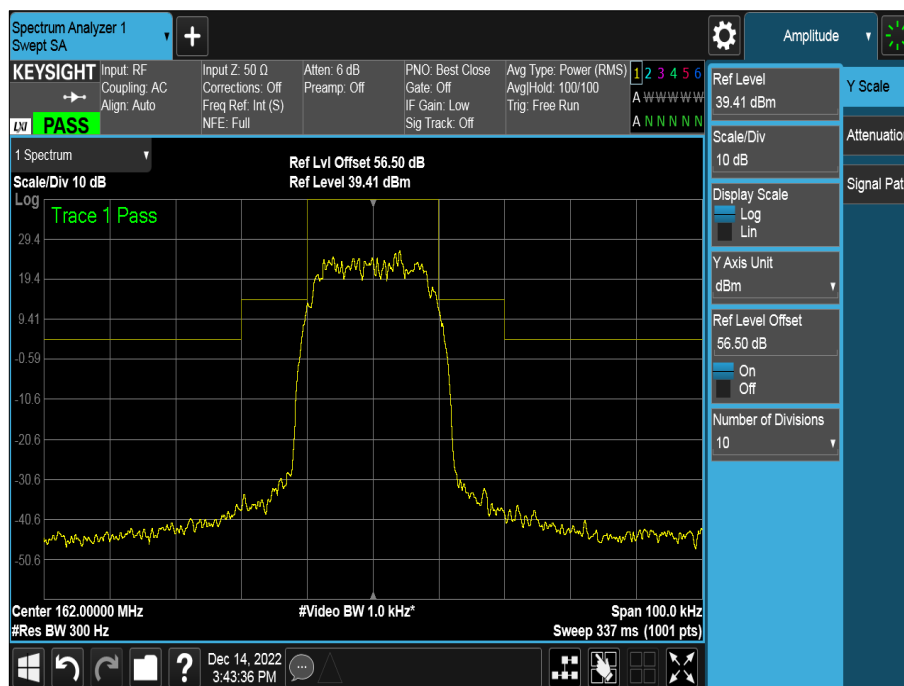 Spectrum Analyzer 1
Swept SA
Amplitude
KEYSIGHT
Input: RF
Coupling: AC
Align: Auto
Input Z: 50 Ω
Corrections: Off
Freq Ref: Int (S)
NFE: Full
Atten: 6 dB
Preamp: Off
PNO: Best Close
Gate: Off
IF Gain: Low
Sig Track: Off
Avg Type: Power (RMS)
Avg|Hold: 100/100
Trig: Free Run
1 2 3 4 5 6
A W W W W W
A N N N N N
LXI
PASS
1 Spectrum
Scale/Div 10 dB
Ref Lvl Offset 56.50 dB
Ref Level 39.41 dBm
Log
Trace 1 Pass
29.4
19.4
9.41
-0.59
-10.6
-20.6
-30.6
-40.6
-50.6
Center 162.00000 MHz
#Res BW 300 Hz
#Video BW 1.0 kHz*
Span 100.0 kHz
Sweep 337 ms (1001 pts)
Ref Level
39.41 dBm
Scale/Div
10 dB
Display Scale
Log
Lin
Y Axis Unit
dBm
Ref Level Offset
56.50 dB
On
Off
Number of Divisions
10
Y Scale
Attenuation
Signal Pat
?
Dec 14, 2022
3:43:36 PM